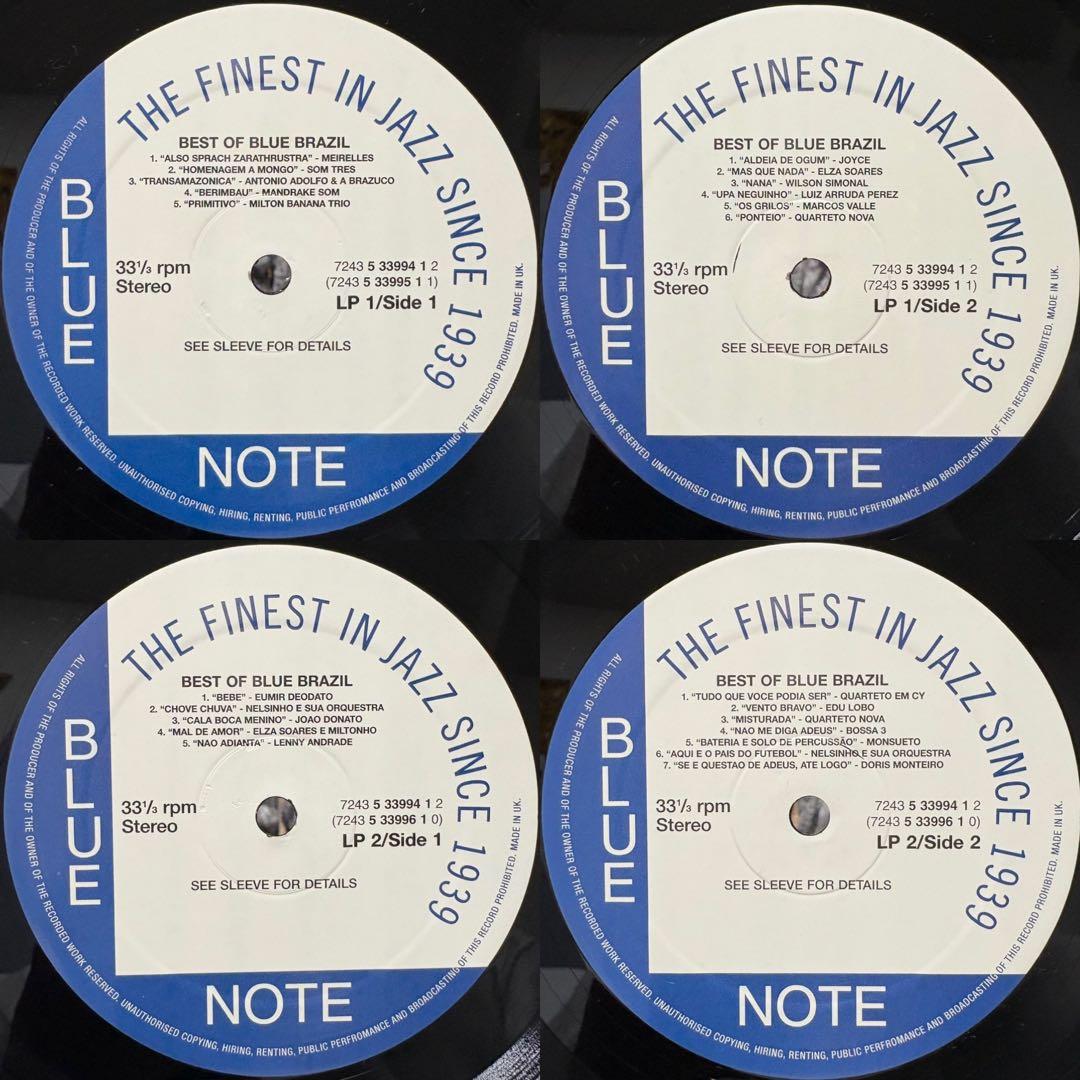 THE FINEST IN JAZZ SINCE 1939
BEST OF BLUE BRAZIL
1. "ALSO SPRACH ZARATHRUSTRA" - MEIRELLES
2. "HOMENAGEM A MONGO" - SOM TRES
3. "TRANSAMAZONICA" - ANTONIO ADOLFO & A BRAZUCO
4. "BERIMBAU" - MANDRAKE SOM
5. "PRIMITIVO" - MILTON BANANA TRIO
BLUE
33⅓ rpm
Stereo
7243 5 33994 1 2
(7243 5 33995 1 1)
LP 1/Side 1
SEE SLEEVE FOR DETAILS
NOTE
ALL RIGHTS OF THE PRODUCER AND OF THE OWNER OF THE RECORDED WORK RESERVED. UNAUTHORISED COPYING, HIRING, RENTING, PUBLIC PERFROMANCE AND BROADCASTING OF THIS RECORD PROHIBITED. MADE IN UK.
THE FINEST IN JAZZ SINCE 1939
BEST OF BLUE BRAZIL
1. "ALDEIA DE OGUM" - JOYCE
2. "MAS QUE NADA" - ELZA SOARES
3. "NANA" - WILSON SIMONAL
4. "UPA NEGUINHO" - LUIZ ARRUDA PEREZ
5. "OS GRILOS" - MARCOS VALLE
6. "PONTEIO" - QUARTETO NOVA
BLUE
33⅓ rpm
Stereo
7243 5 33994 1 2
(7243 5 33995 1 1)
LP 1/Side 2
SEE SLEEVE FOR DETAILS
NOTE
ALL RIGHTS OF THE PRODUCER AND OF THE OWNER OF THE RECORDED WORK RESERVED. UNAUTHORISED COPYING, HIRING, RENTING, PUBLIC PERFROMANCE AND BROADCASTING OF THIS RECORD PROHIBITED. MADE IN UK.
THE FINEST IN JAZZ SINCE 1939
BEST OF BLUE BRAZIL
1. "BEBE" - EUMIR DEODATO
2. "CHOVE CHUVA" - NELSINHO E SUA ORQUESTRA
3. "CALA BOCA MENINO" - JOAO DONATO
4. "MAL DE AMOR" - ELZA SOARES E MILTONHO
5. "NAO ADIANTA" - LENNY ANDRADE
BLUE
33⅓ rpm
Stereo
7243 5 33994 1 2
(7243 5 33996 1 0)
LP 2/Side 1
SEE SLEEVE FOR DETAILS
NOTE
ALL RIGHTS OF THE PRODUCER AND OF THE OWNER OF THE RECORDED WORK RESERVED. UNAUTHORISED COPYING, HIRING, RENTING, PUBLIC PERFROMANCE AND BROADCASTING OF THIS RECORD PROHIBITED. MADE IN UK.
THE FINEST IN JAZZ SINCE 1939
BEST OF BLUE BRAZIL
1. "TUDO QUE VOCE PODIA SER" - QUARTETO EM CY
2. "VENTO BRAVO" - EDU LOBO
3. "MISTURADA" - QUARTETO NOVA
4. "NAO ME DIGA ADEUS" - BOSSA 3
5. "BATERIA E SOLO DE PERCUSSÃO" - MONSUETO
6. "AQUI E O PAIS DO FUTEBOL" - NELSINHO E SUA ORQUESTRA
7. "SE E QUESTAO DE ADEUS, ATE LOGO" - DORIS MONTEIRO
BLUE
33⅓ rpm
Stereo
7243 5 33994 1 2
(7243 5 33996 1 0)
LP 2/Side 2
SEE SLEEVE FOR DETAILS
NOTE
ALL RIGHTS OF THE PRODUCER AND OF THE OWNER OF THE RECORDED WORK RESERVED. UNAUTHORISED COPYING, HIRING, RENTING, PUBLIC PERFROMANCE AND BROADCASTING OF THIS RECORD PROHIBITED. MADE IN UK.